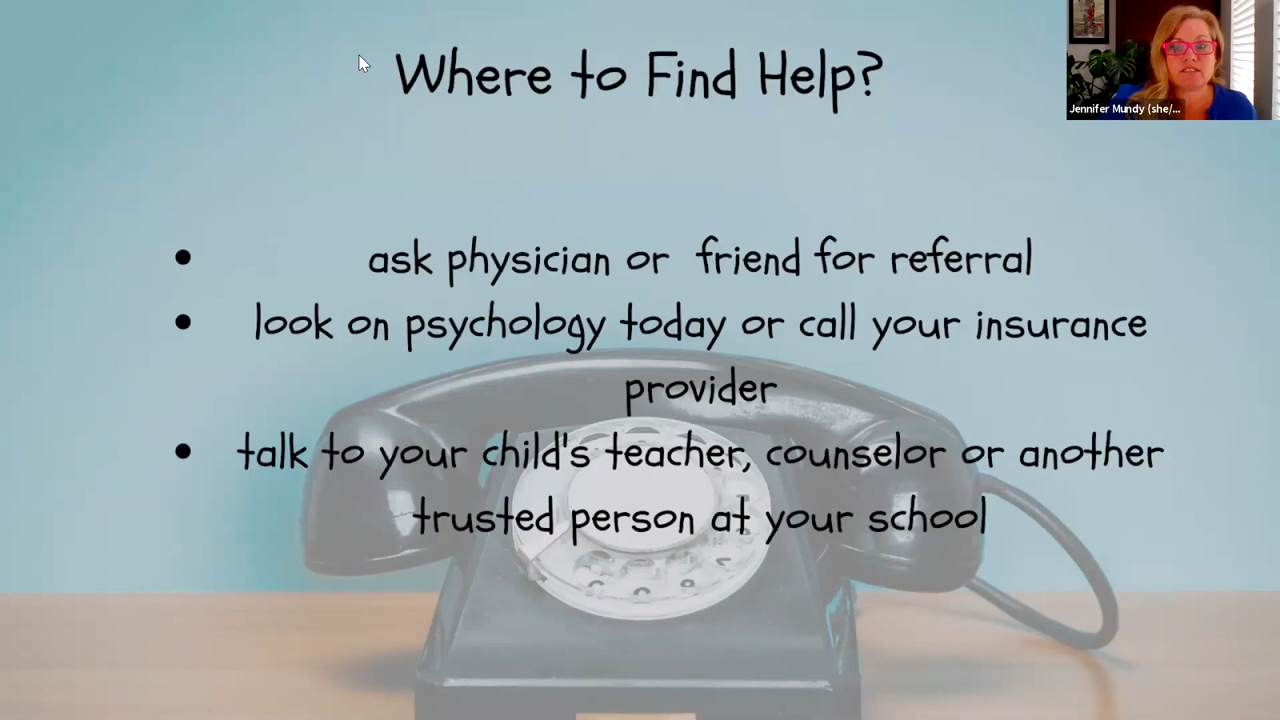 Where to Find Help?
Jennifer Mundy (she/...
• ask physician or friend for referral
• look on psychology today or call your insurance
provider
• talk to your child's teacher, counselor or another
trusted person at your school